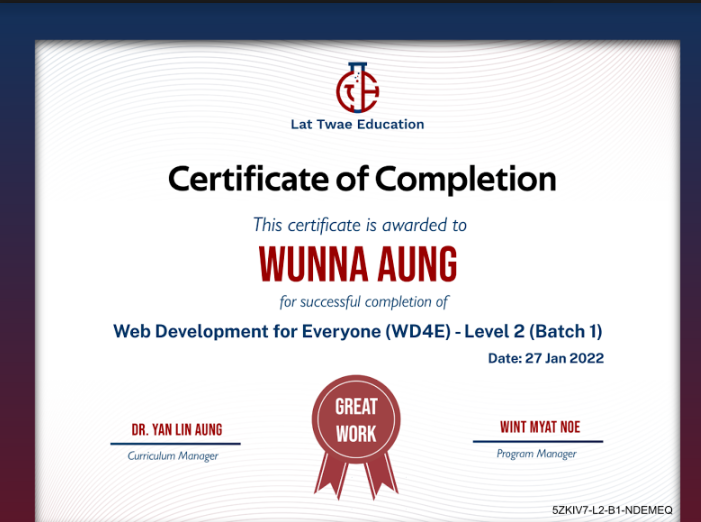 Lat Twae Education
Certificate of Completion
This certificate is awarded to
WUNNA AUNG
for successful completion of
Web Development for Everyone (WD4E) - Level 2 (Batch 1)
Date: 27 Jan 2022
GREAT
WORK
DR. YAN LIN AUNG
Curriculum Manager
WINT MYAT NOE
Program Manager
5ZKIV7-L2-B1-NDEMEQ